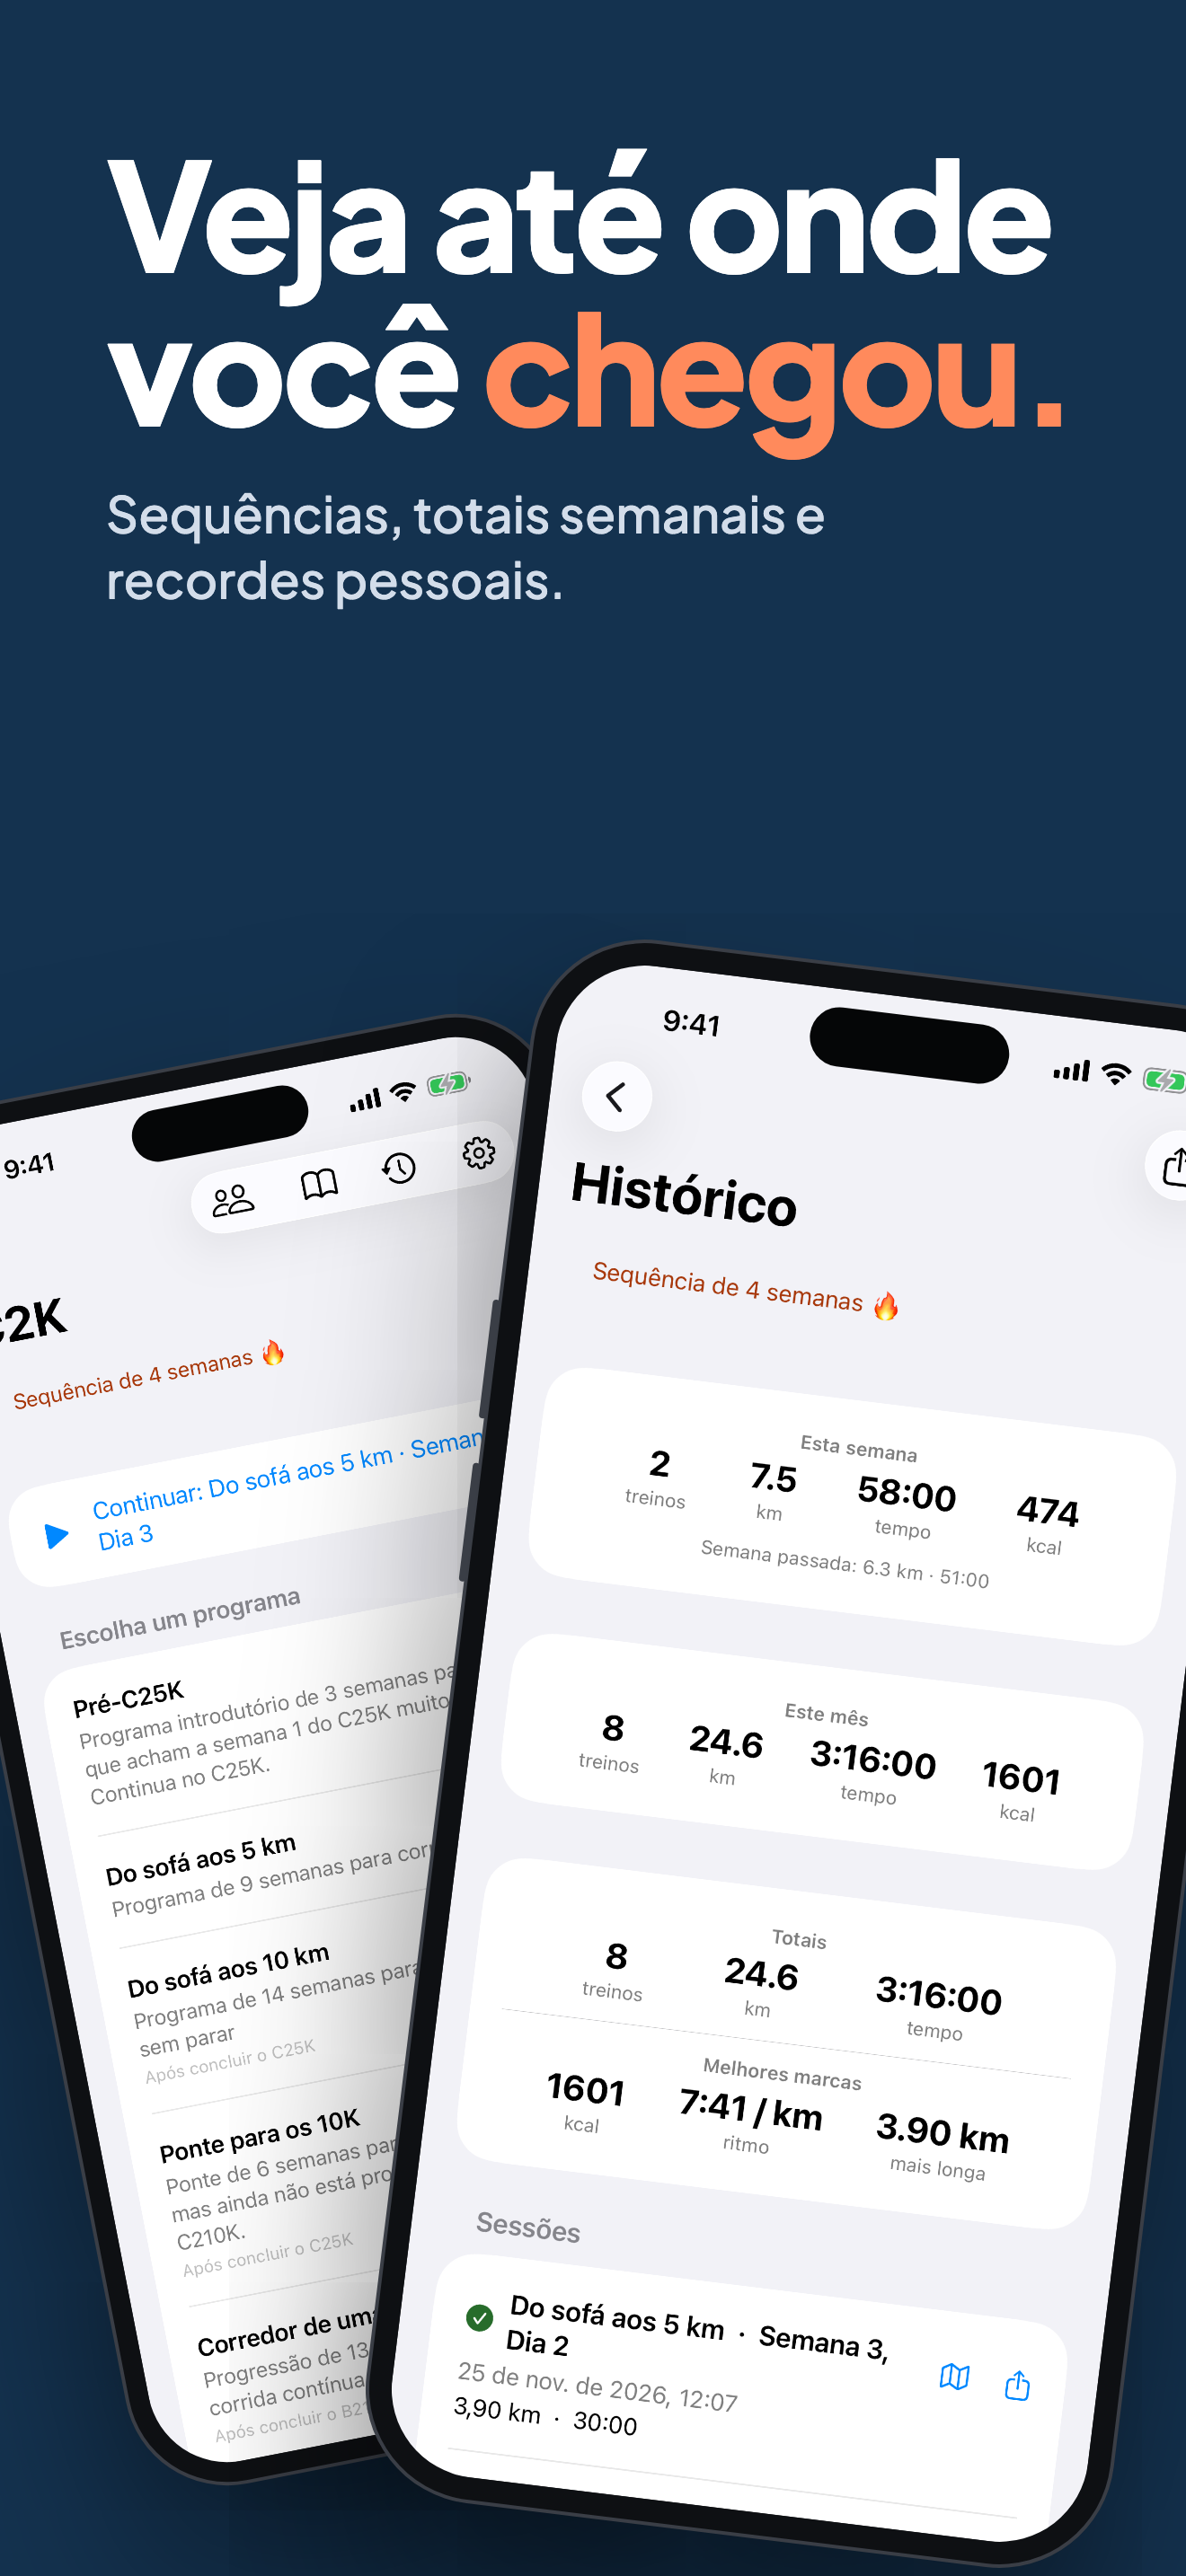 Veja até onde
você chegou.
Sequências, totais semanais e
recordes pessoais.
9:41
C2K
Sequência de 4 semanas 🔥
Continuar: Do sofá aos 5 km · Seman
Dia 3
Escolha um programa
Pré-C25K
Programa introdutório de 3 semanas pa
que acham a semana 1 do C25K muito
Continua no C25K.
Do sofá aos 5 km
Programa de 9 semanas para corr
Do sofá aos 10 km
Programa de 14 semanas para
sem parar
Após concluir o C25K
Ponte para os 10K
Ponte de 6 semanas par
mas ainda não está pro
C210K.
Após concluir o C25K
Corredor de uma
Progressão de 13
corrida contínua
Após concluir o B2
9:41
Histórico
Sequência de 4 semanas 🔥
Esta semana
2 7.5 58:00 474
treinos km tempo kcal
Semana passada: 6.3 km · 51:00
Este mês
8 24.6 3:16:00 1601
treinos km tempo kcal
Totais
8 24.6 3:16:00
treinos km tempo
Melhores marcas
1601 7:41 / km 3.90 km
kcal ritmo mais longa
Sessões
Do sofá aos 5 km · Semana 3,
Dia 2
25 de nov. de 2026, 12:07
3,90 km · 30:00